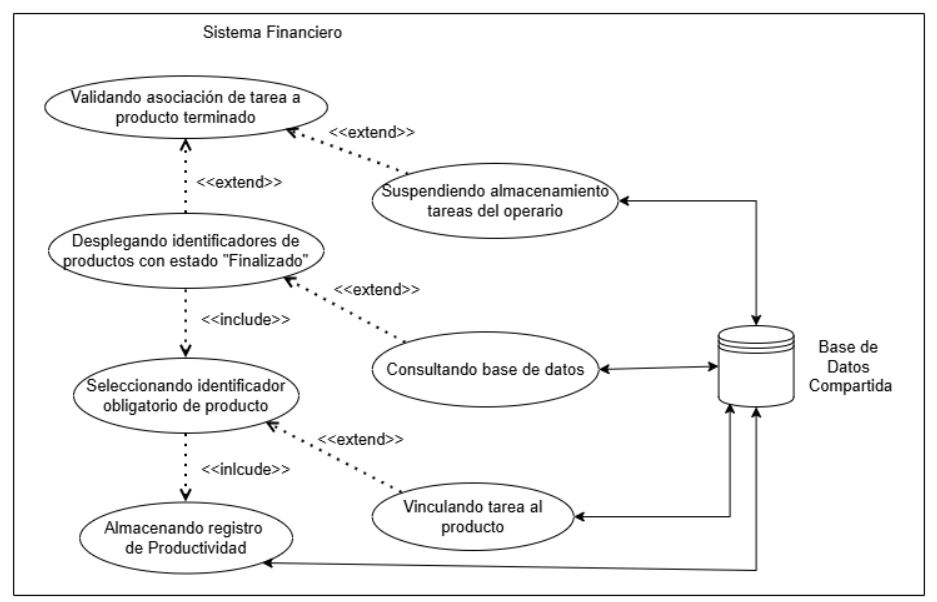 Sistema Financiero
Validando asociación de tarea a
producto terminado
<<extend>>
<<extend>>
Suspendiendo almacenamiento
tareas del operario
Desplegando identificadores de
productos con estado "Finalizado"
<<extend>>
<<include>>
Consultando base de datos
Base de
Datos
Compartida
Seleccionando identificador
obligatorio de producto
<<extend>>
<<inlcude>>
Vinculando tarea al
producto
Almacenando registro
de Productividad